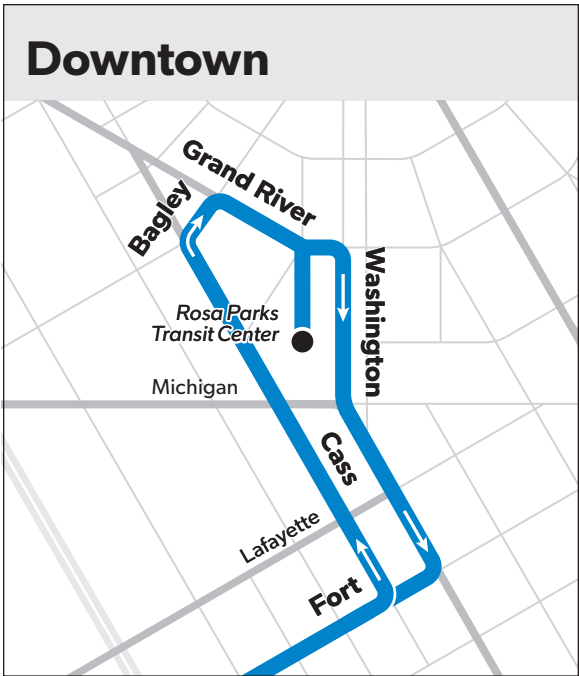 Downtown
Grand River
Bagley
Washington
Rosa Parks
Transit Center
Michigan
Cass
Lafayette
Fort